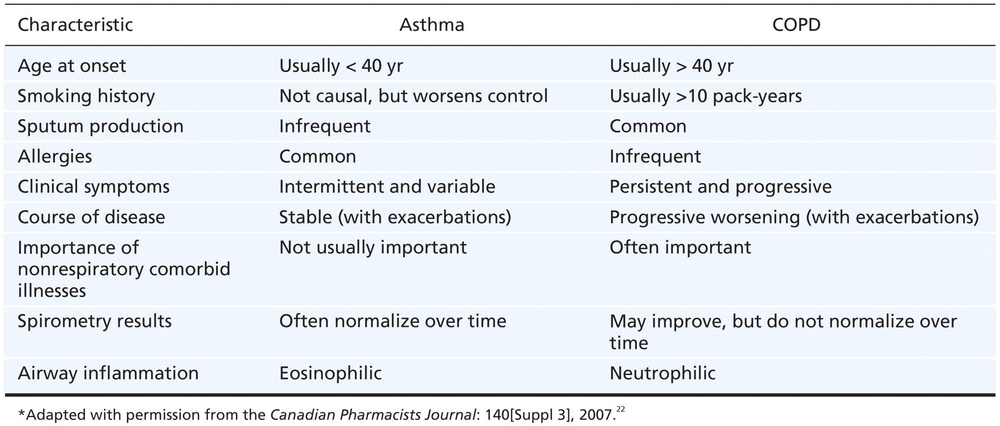 Characteristic Asthma COPD
Age at onset Usually < 40 yr Usually > 40 yr
Smoking history Not causal, but worsens control Usually >10 pack-years
Sputum production Infrequent Common
Allergies Common Infrequent
Clinical symptoms Intermittent and variable Persistent and progressive
Course of disease Stable (with exacerbations) Progressive worsening (with exacerbations)
Importance of Not usually important Often important
nonrespiratory comorbid
illnesses
Spirometry results Often normalize over time May improve, but do not normalize over
time
Airway inflammation Eosinophilic Neutrophilic
*Adapted with permission from the Canadian Pharmacists Journal: 140[Suppl 3], 2007.22